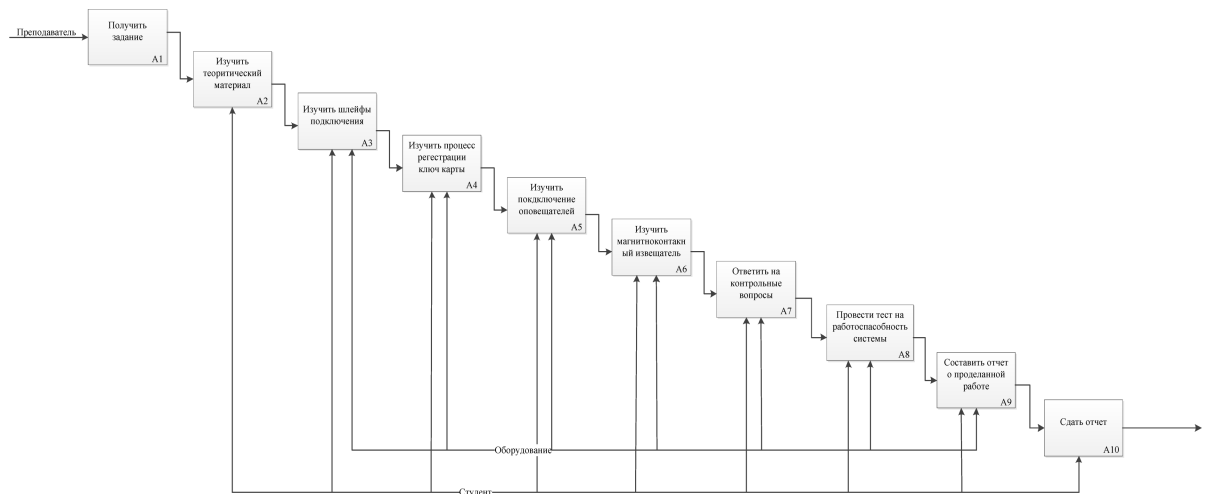 Преподаватель
Получить
задание
A1
Изучить
теоритический
материал
A2
Изучить шлейфы
подключения
A3
Изучить процесс
регестрации
ключ карты
A4
Изучить
покдключение
оповещателей
A5
Изучить
магнитноконтакн
ый извещатель
A6
Ответить на
контрольные
вопросы
A7
Провести тест на
работоспасобность
системы
A8
Составить отчет
о проделанной
работе
A9
Сдать отчет
A10
Оборудование
Студент